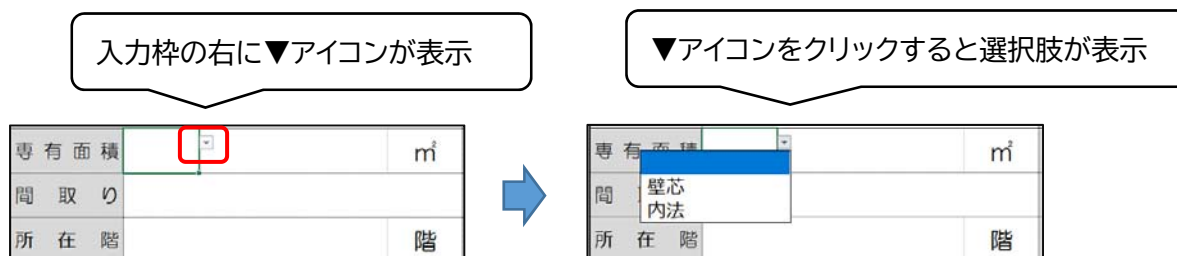 入力枠の右に▼アイコンが表示
▼アイコンをクリックすると選択肢が表示
専有面積 ㎡
間取り
所在階 階
専有面積 ㎡
間
壁芯
内法
所在階 階